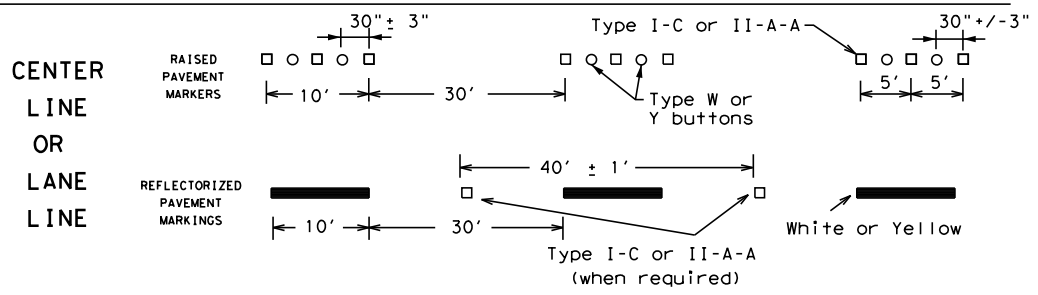 30"± 3"
Type I-C or II-A-A
30"+/-3"
CENTER
LINE
OR
LANE
LINE
RAISED
PAVEMENT
MARKERS
10'
30'
Type W or
Y buttons
5'
5'
REFLECTORIZED
PAVEMENT
MARKINGS
40' ± 1'
10'
30'
Type I-C or II-A-A
(when required)
White or Yellow